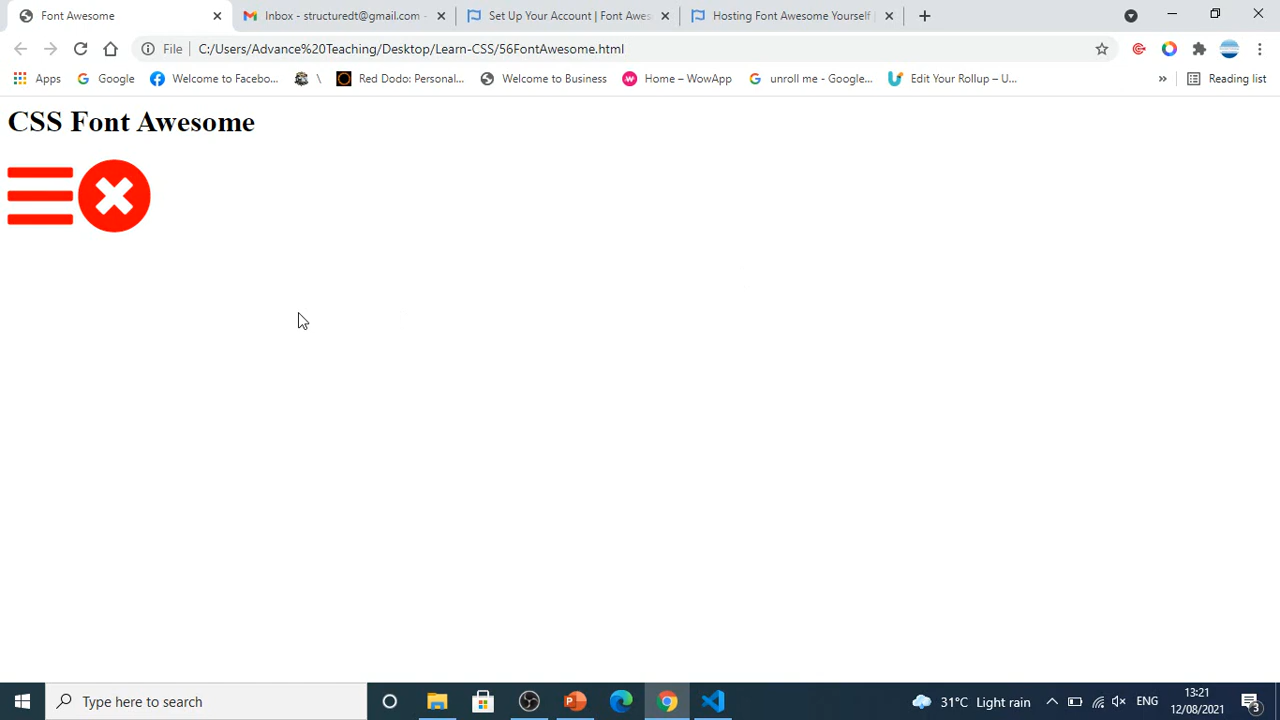 Font Awesome
Inbox - structuredt@gmail.com -
Set Up Your Account | Font Awes
Hosting Font Awesome Yourself |
File
C:/Users/Advance%20Teaching/Desktop/Learn-CSS/56FontAwesome.html
Apps
Google
Welcome to Facebo...
\
Red Dodo: Personal...
Welcome to Business
Home – WowApp
unroll me - Google...
Edit Your Rollup – U...
»
Reading list
CSS Font Awesome
Type here to search
31°C Light rain
ENG
13:21
12/08/2021
3